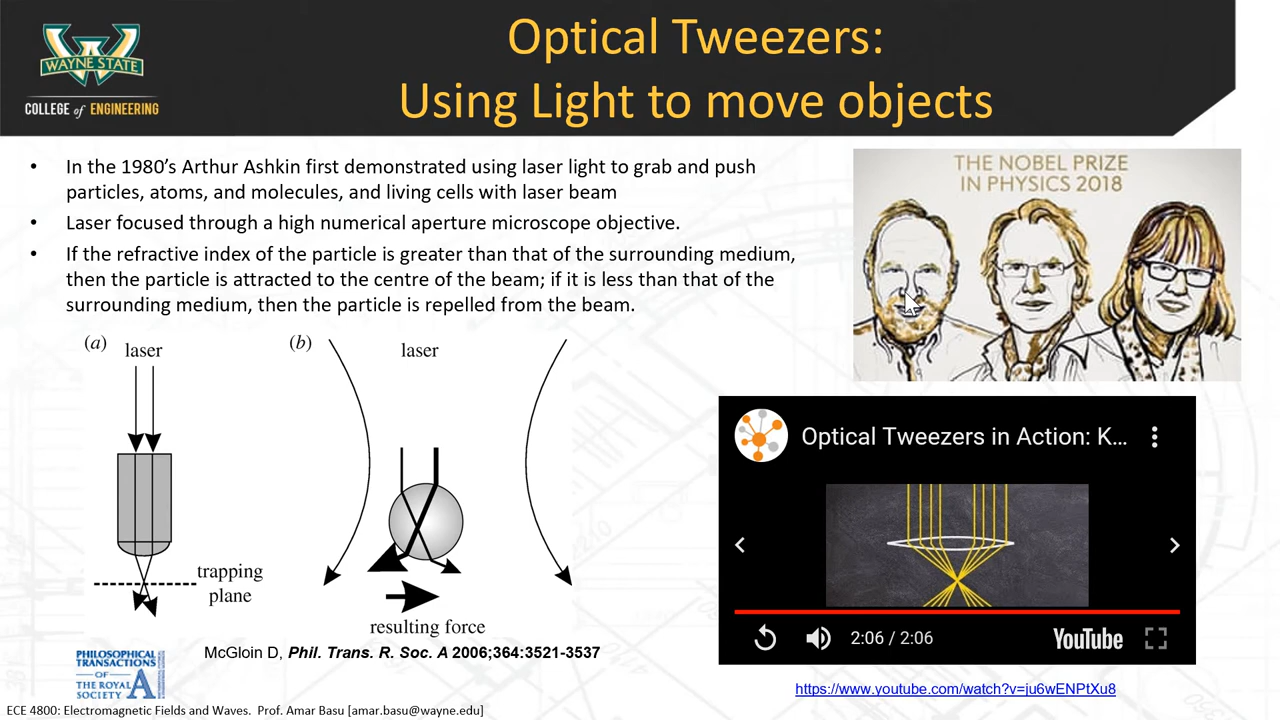 WAYNE STATE
COLLEGE of ENGINEERING
Optical Tweezers:
Using Light to move objects
• In the 1980’s Arthur Ashkin first demonstrated using laser light to grab and push
particles, atoms, and molecules, and living cells with laser beam
• Laser focused through a high numerical aperture microscope objective.
• If the refractive index of the particle is greater than that of the surrounding medium,
then the particle is attracted to the centre of the beam; if it is less than that of the
surrounding medium, then the particle is repelled from the beam.
THE NOBEL PRIZE
IN PHYSICS 2018
(a) laser
trapping
plane
(b) laser
resulting force
McGloin D, Phil. Trans. R. Soc. A 2006;364:3521-3537
PHILOSOPHICAL
TRANSACTIONS
OF
THE ROYAL
SOCIETY
A
Optical Tweezers in Action: K...
2:06 / 2:06
YouTube
https://www.youtube.com/watch?v=ju6wENPtXu8
ECE 4800: Electromagnetic Fields and Waves. Prof. Amar Basu [amar.basu@wayne.edu]